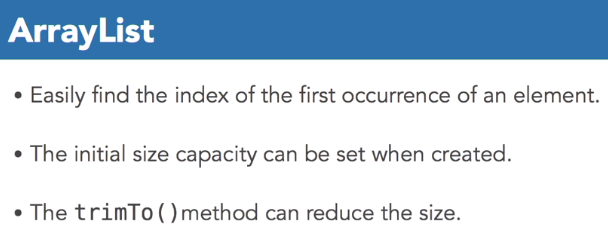 ArrayList
• Easily find the index of the first occurrence of an element.
• The initial size capacity can be set when created.
• The trimTo()method can reduce the size.